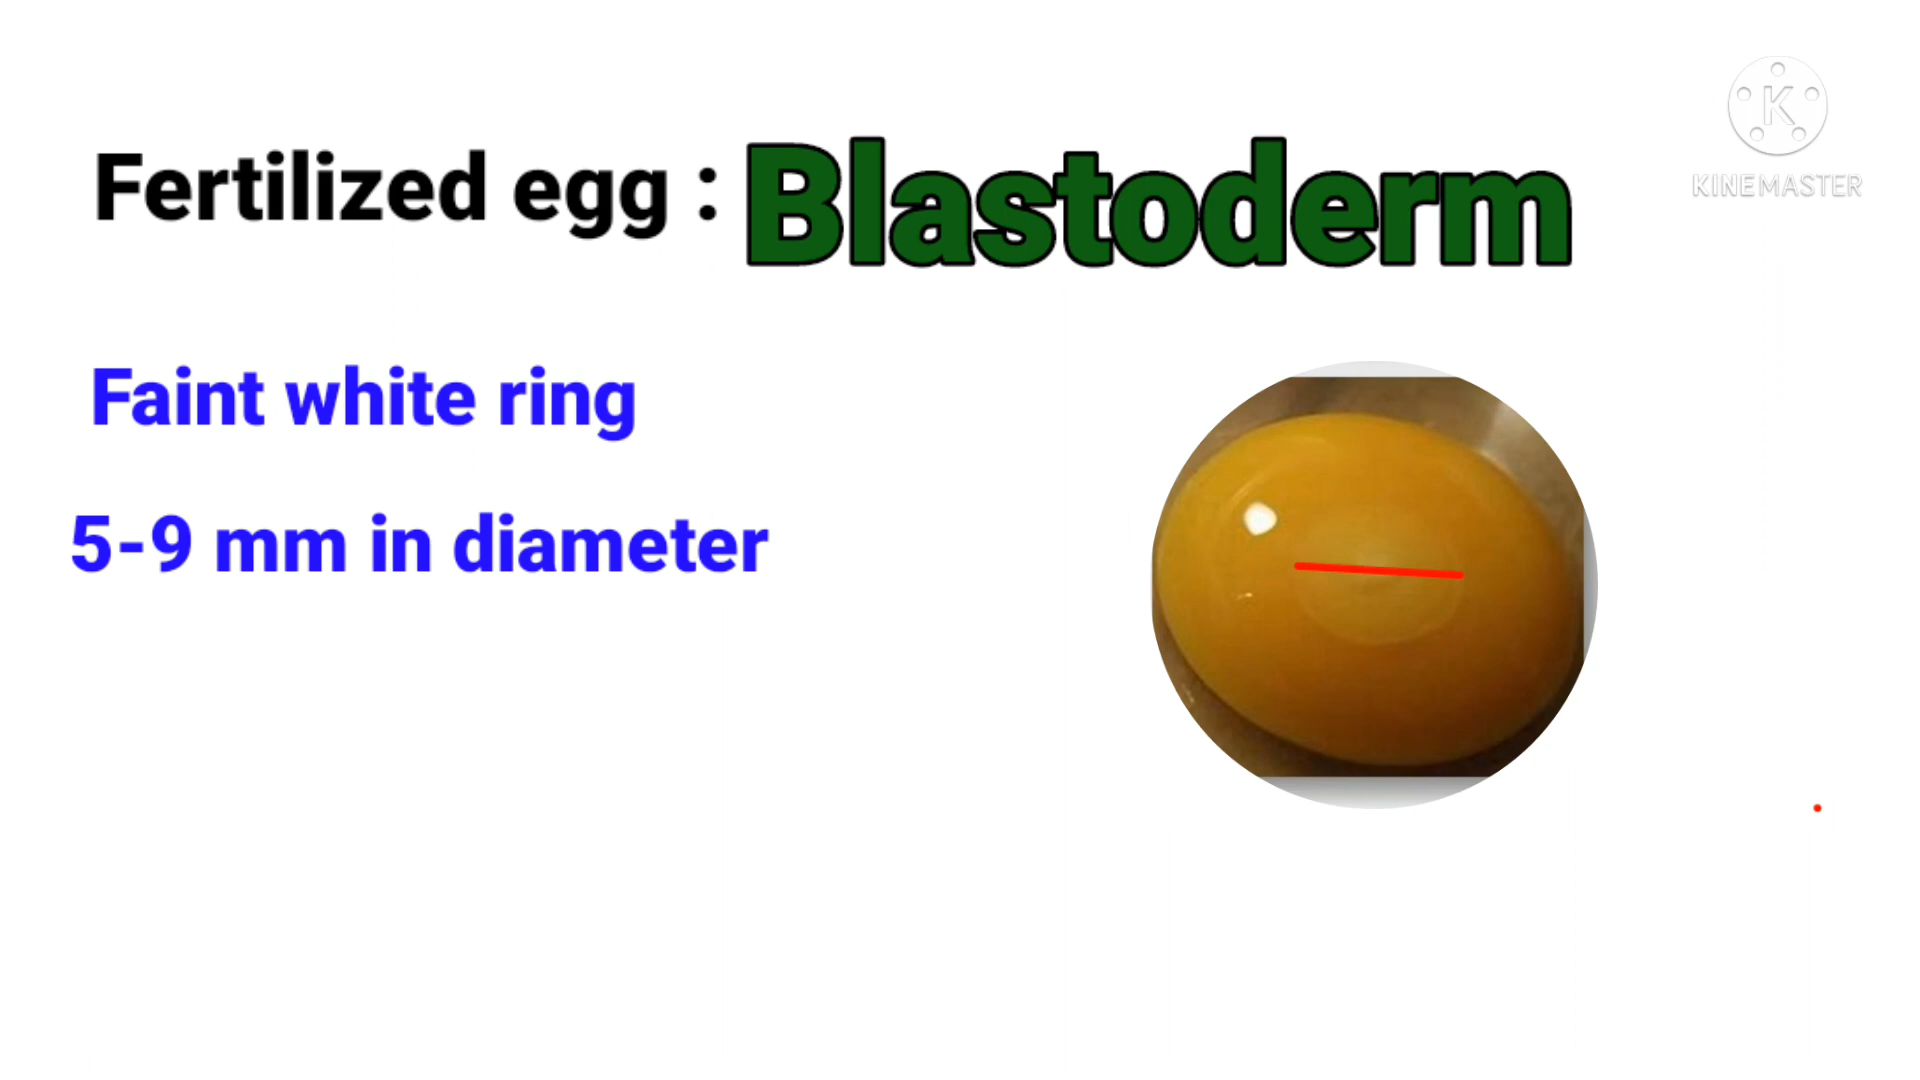 Fertilized egg : Blastoderm
K
KINEMASTER
Faint white ring
5-9 mm in diameter